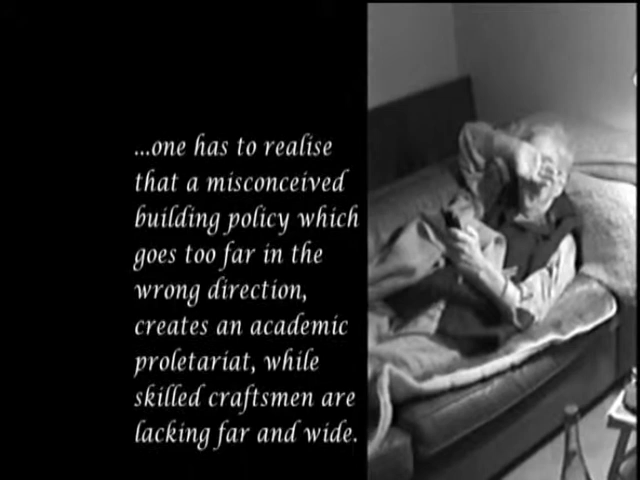 ...one has to realise
that a misconceived
building policy which
goes too far in the
wrong direction,
creates an academic
proletariat, while
skilled craftsmen are
lacking far and wide.